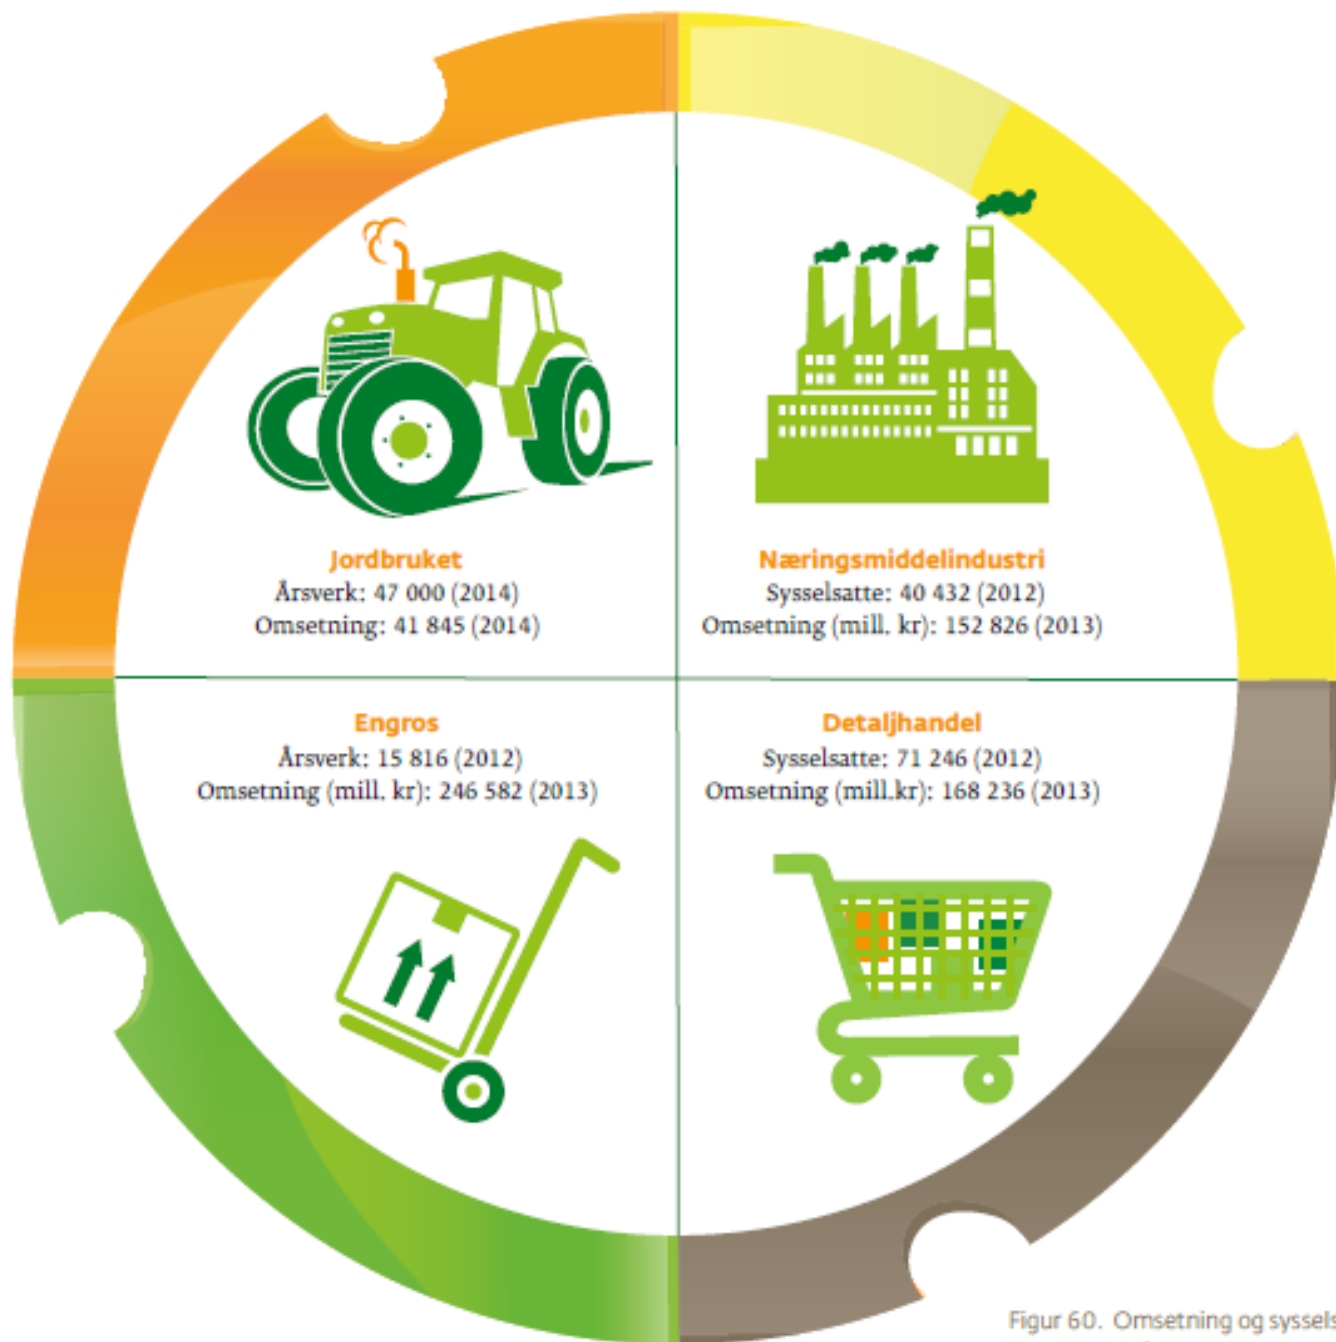 Jordbruket
Årsverk: 47 000 (2014)
Omsetning: 41 845 (2014)
Næringsmiddelindustri
Sysselsatte: 40 432 (2012)
Omsetning (mill. kr): 152 826 (2013)
Engros
Årsverk: 15 816 (2012)
Omsetning (mill. kr): 246 582 (2013)
Detaljhandel
Sysselsatte: 71 246 (2012)
Omsetning (mill.kr): 168 236 (2013)
Figur 60. Omsetning og syssels